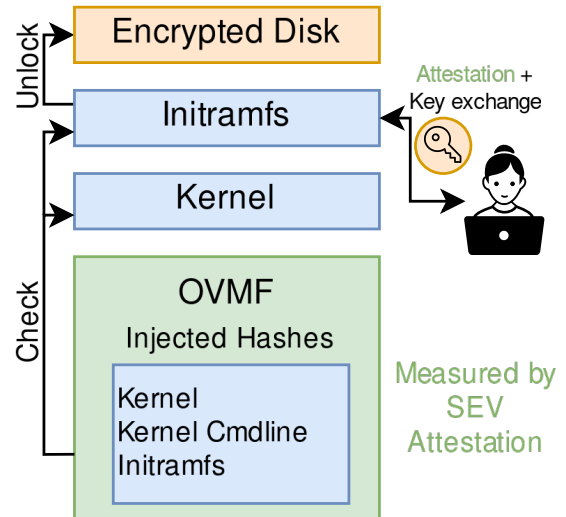 Encrypted Disk
Unlock
Attestation +
Key exchange
Initramfs
Kernel
Check
OVMF
Injected Hashes
Kernel
Kernel Cmdline
Initramfs
Measured by
SEV
Attestation